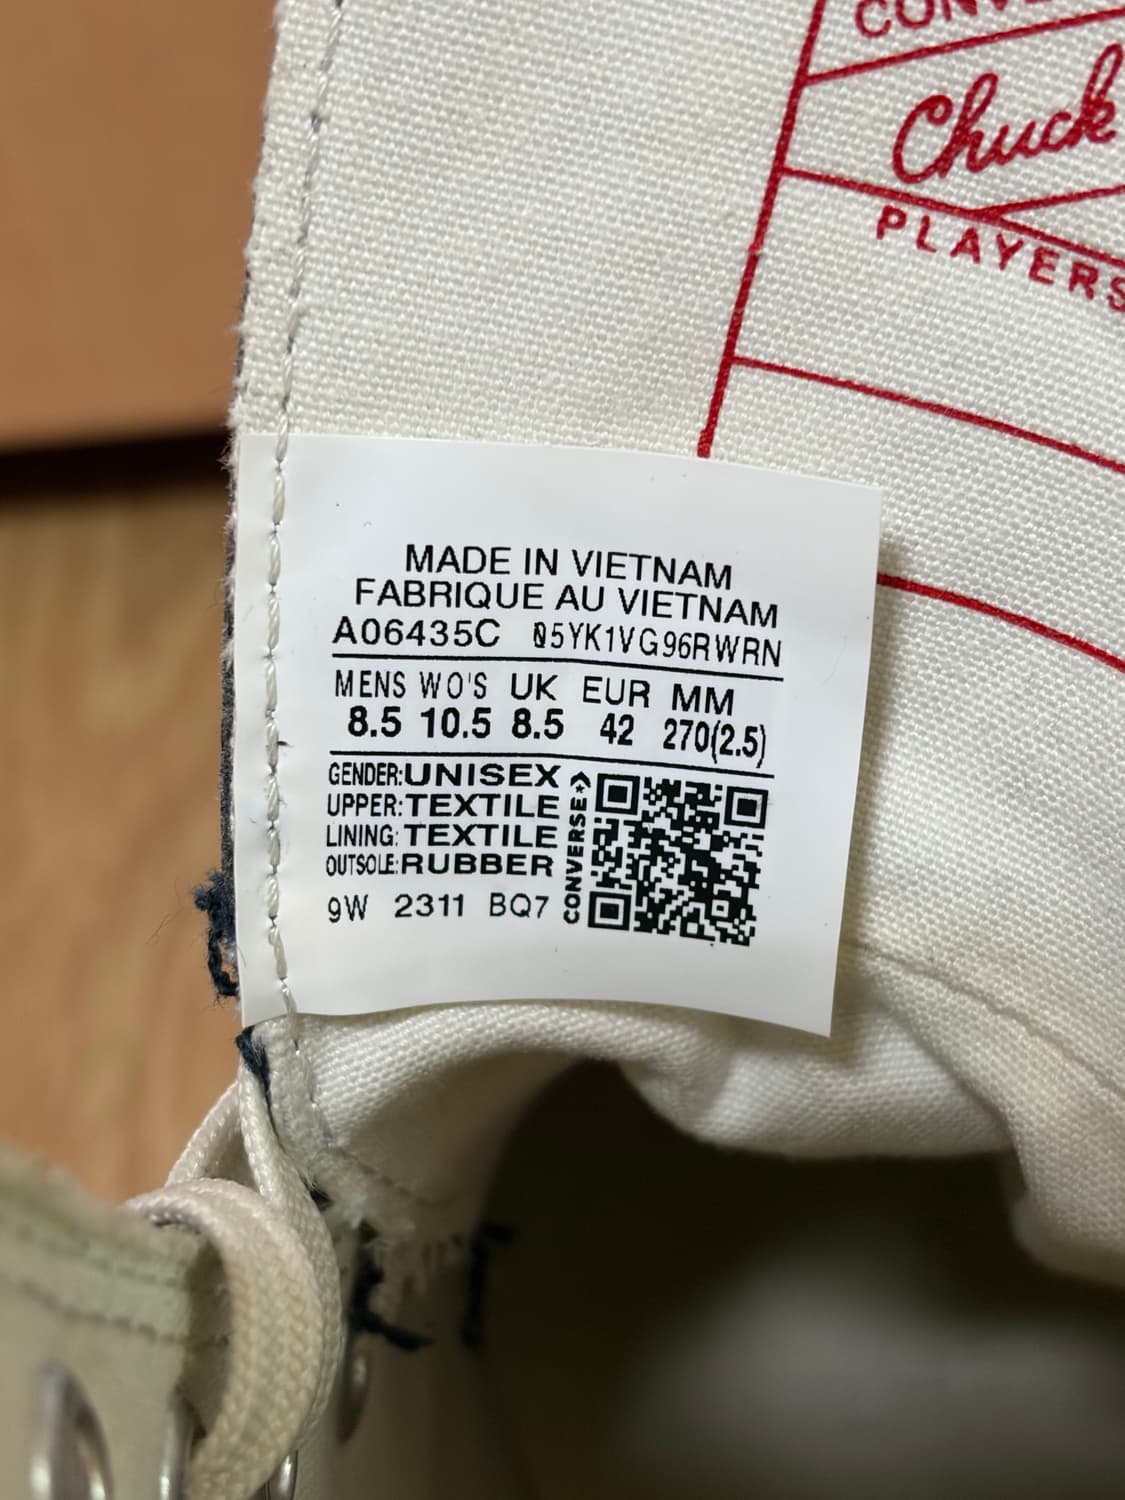 Chuck
PLAYERS
MADE IN VIETNAM
FABRIQUE AU VIETNAM
A06435C 05YK1VG96RWRN
MENS WO'S UK EUR MM
8.5 10.5 8.5 42 270(2.5)
GENDER:UNISEX
UPPER:TEXTILE
LINING:TEXTILE
OUTSOLE:RUBBER
9W 2311 BQ7
CONVERSE